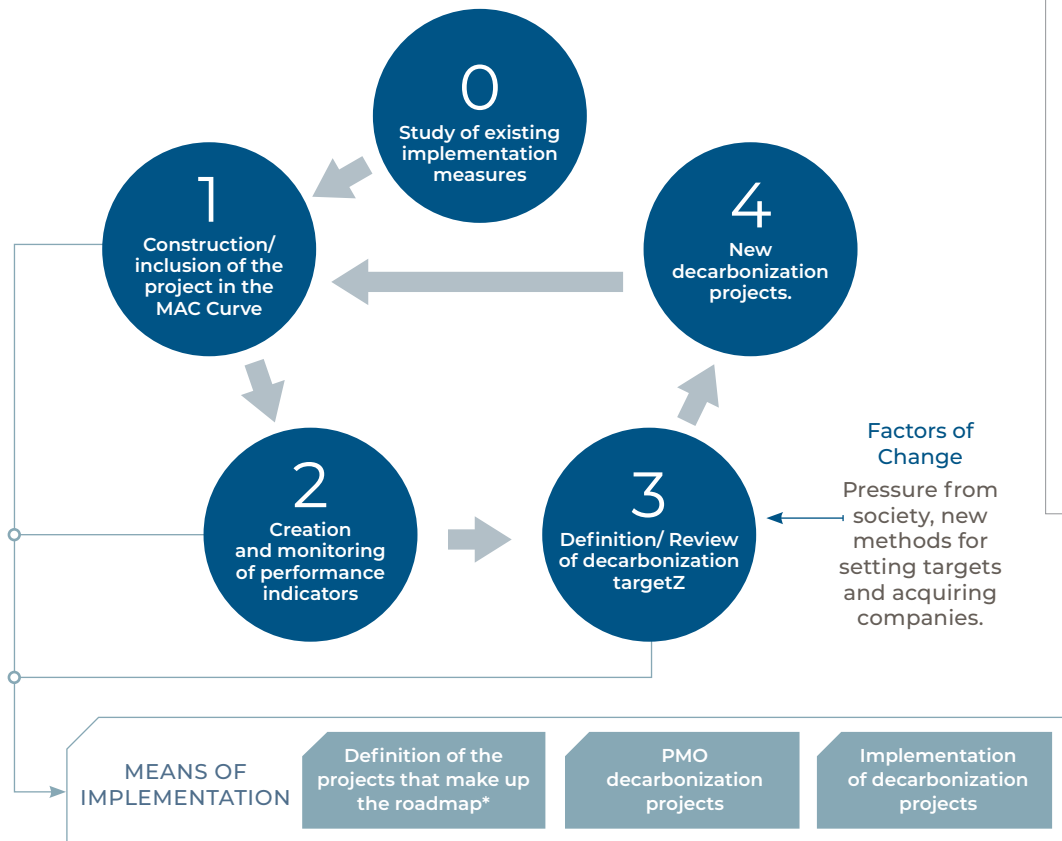 0
Study of existing
implementation
measures
1
Construction/
inclusion of the
project in the
MAC Curve
4
New
decarbonization
projects.
2
Creation
and monitoring
of performance
indicators
3
Definition/ Review
of decarbonization
targetZ
Factors of
Change
Pressure from
society, new
methods for
setting targets
and acquiring
companies.
MEANS OF
IMPLEMENTATION
Definition of the
projects that make up
the roadmap*
PMO
decarbonization
projects
Implementation
of decarbonization
projects